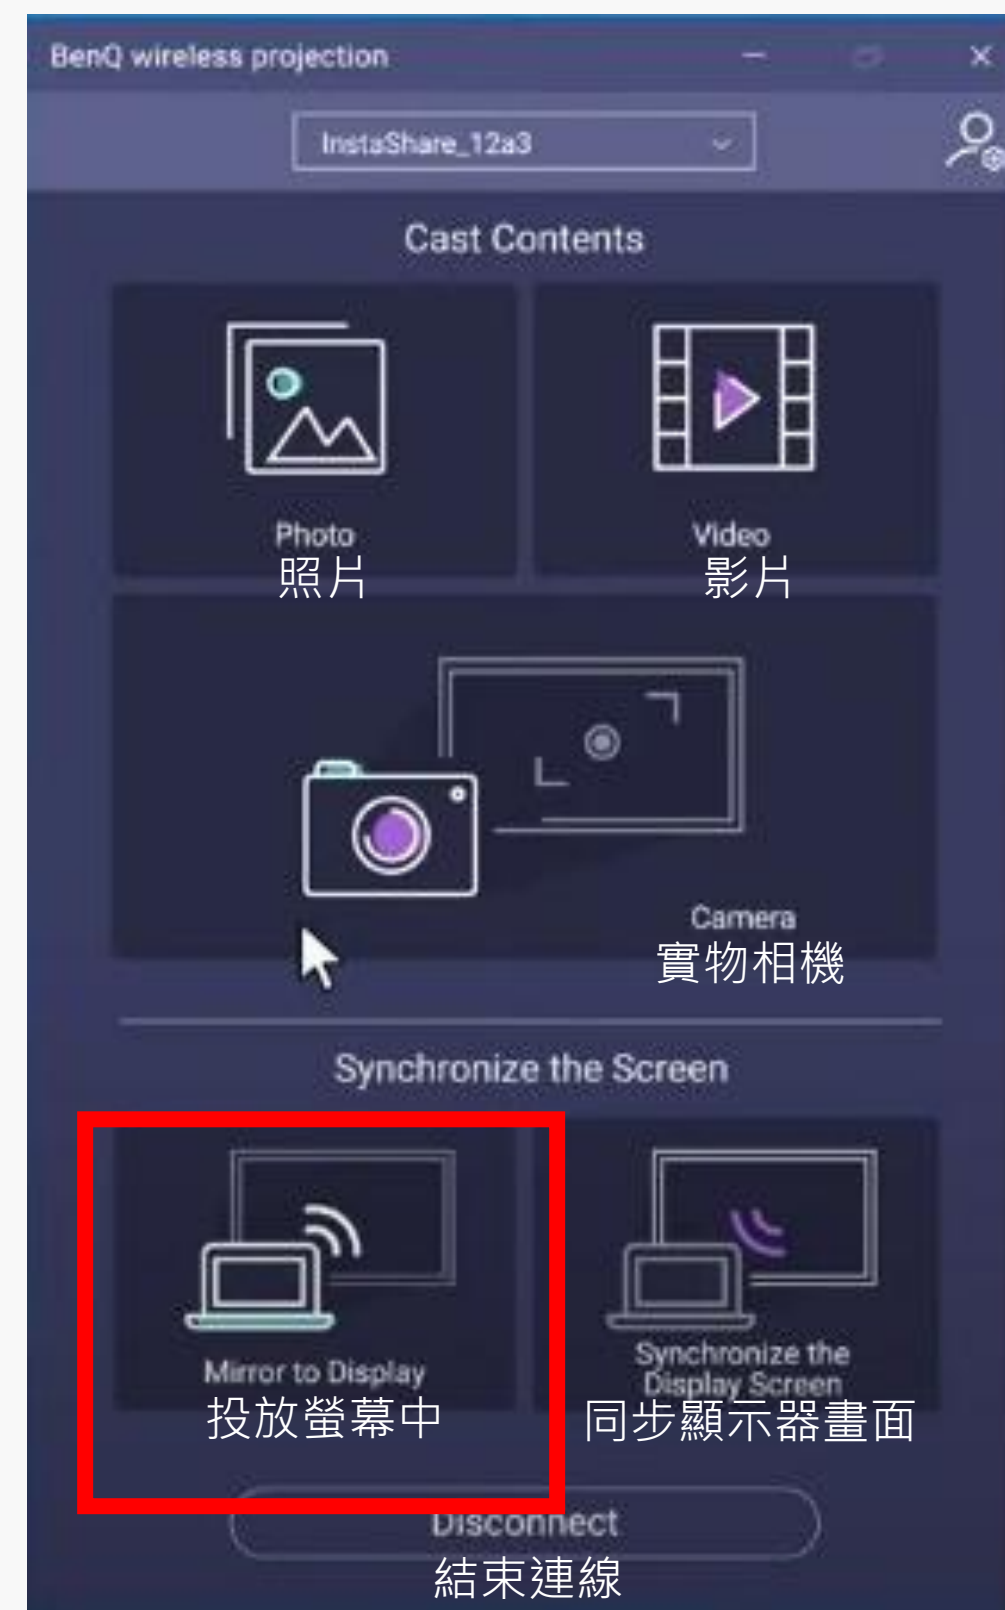 BenQ wireless projection
InstaShare_12a3
Cast Contents
Photo
照片
Video
影片
Camera
實物相機
Synchronize the Screen
Mirror to Display
投放螢幕中
Synchronize the
Display Screen
同步顯示器畫面
Disconnect
結束連線